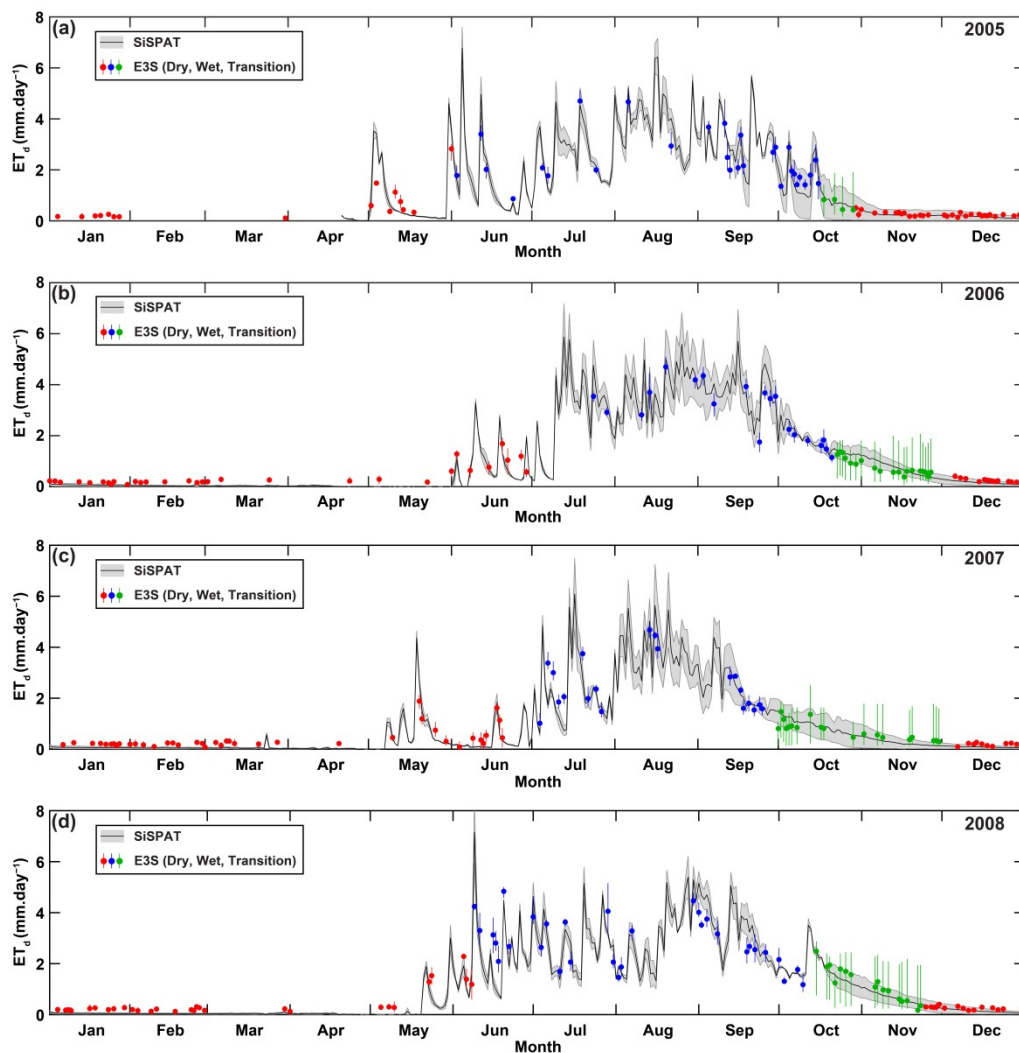 (a)
2005
SiSPAT
E3S (Dry, Wet, Transition)
ET_d (mm.day⁻¹)
8
6
4
2
0
Jan Feb Mar Apr May Jun Jul Aug Sep Oct Nov Dec
Month
(b)
2006
SiSPAT
E3S (Dry, Wet, Transition)
ET_d (mm.day⁻¹)
8
6
4
2
0
Jan Feb Mar Apr May Jun Jul Aug Sep Oct Nov Dec
Month
(c)
2007
SiSPAT
E3S (Dry, Wet, Transition)
ET_d (mm.day⁻¹)
8
6
4
2
0
Jan Feb Mar Apr May Jun Jul Aug Sep Oct Nov Dec
Month
(d)
2008
SiSPAT
E3S (Dry, Wet, Transition)
ET_d (mm.day⁻¹)
8
6
4
2
0
Jan Feb Mar Apr May Jun Jul Aug Sep Oct Nov Dec
Month